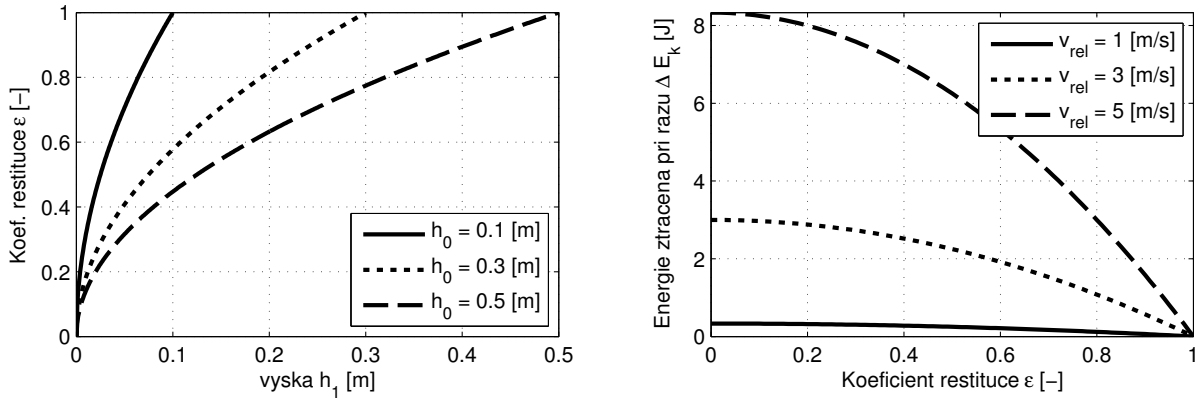 Koef. restituce ε [−]
1
0.8
0.6
0.4
0.2
0
0
0.1
0.2
0.3
0.4
0.5
vyska h1 [m]
h0 = 0.1 [m]
h0 = 0.3 [m]
h0 = 0.5 [m]
Energie ztracena pri razu Δ Ek [J]
8
6
4
2
0
0
0.2
0.4
0.6
0.8
1
Koeficient restituce ε [−]
vrel = 1 [m/s]
vrel = 3 [m/s]
vrel = 5 [m/s]